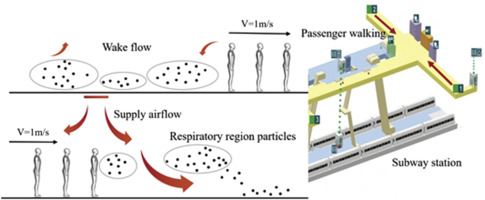 V=1m/s
Passenger walking
Wake flow
Supply airflow
V=1m/s
Respiratory region particles
Subway station